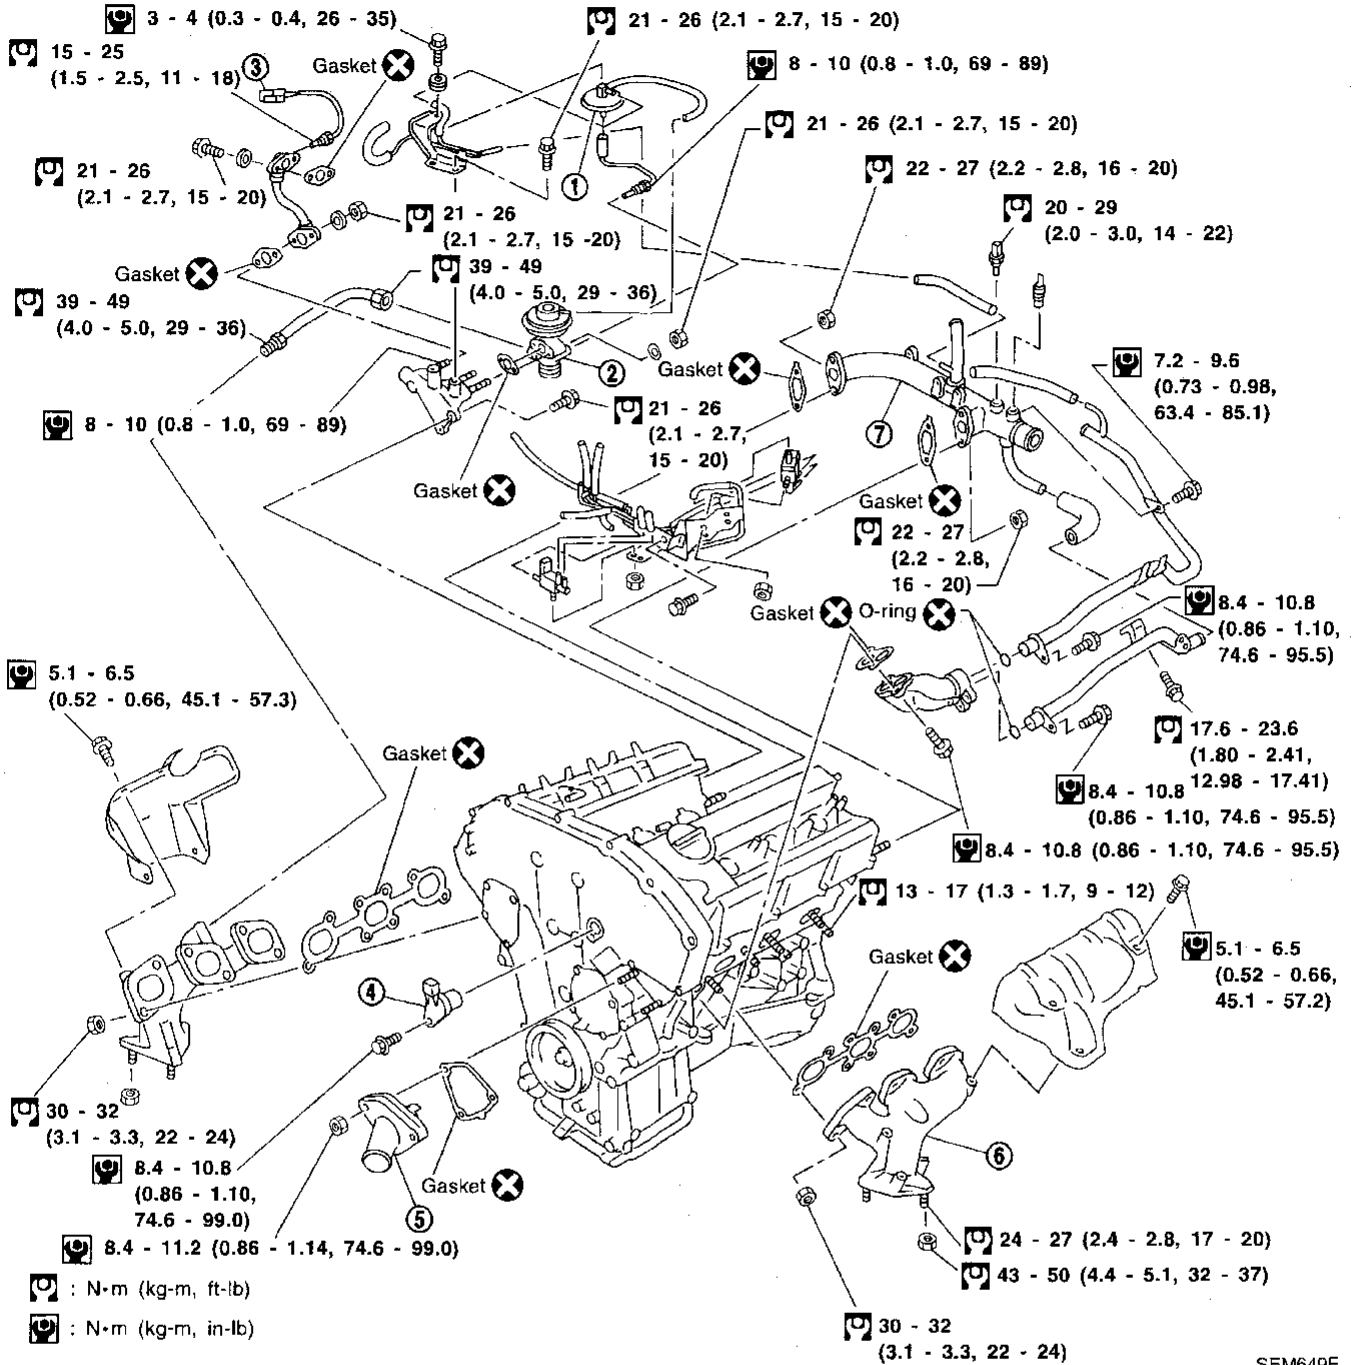 3 - 4 (0.3 - 0.4, 26 - 35)
21 - 26 (2.1 - 2.7, 15 - 20)
15 - 25
(1.5 - 2.5, 11 - 18)
3
Gasket
8 - 10 (0.8 - 1.0, 69 - 89)
21 - 26 (2.1 - 2.7, 15 - 20)
21 - 26
(2.1 - 2.7, 15 - 20)
1
22 - 27 (2.2 - 2.8, 16 - 20)
21 - 26
(2.1 - 2.7, 15 -20)
20 - 29
(2.0 - 3.0, 14 - 22)
Gasket
39 - 49
(4.0 - 5.0, 29 - 36)
39 - 49
(4.0 - 5.0, 29 - 36)
2
Gasket
7.2 - 9.6
(0.73 - 0.98,
63.4 - 85.1)
8 - 10 (0.8 - 1.0, 69 - 89)
21 - 26
(2.1 - 2.7,
15 - 20)
7
Gasket
Gasket
22 - 27
(2.2 - 2.8,
16 - 20)
Gasket
O-ring
8.4 - 10.8
(0.86 - 1.10,
74.6 - 95.5)
5.1 - 6.5
(0.52 - 0.66, 45.1 - 57.3)
17.6 - 23.6
(1.80 - 2.41,
12.98 - 17.41)
Gasket
8.4 - 10.8
(0.86 - 1.10, 74.6 - 95.5)
8.4 - 10.8 (0.86 - 1.10, 74.6 - 95.5)
13 - 17 (1.3 - 1.7, 9 - 12)
Gasket
5.1 - 6.5
(0.52 - 0.66,
45.1 - 57.2)
4
30 - 32
(3.1 - 3.3, 22 - 24)
6
8.4 - 10.8
(0.86 - 1.10,
74.6 - 99.0)
Gasket
5
8.4 - 11.2 (0.86 - 1.14, 74.6 - 99.0)
24 - 27 (2.4 - 2.8, 17 - 20)
43 - 50 (4.4 - 5.1, 32 - 37)
: N•m (kg-m, ft-lb)
: N•m (kg-m, in-lb)
30 - 32
(3.1 - 3.3, 22 - 24)